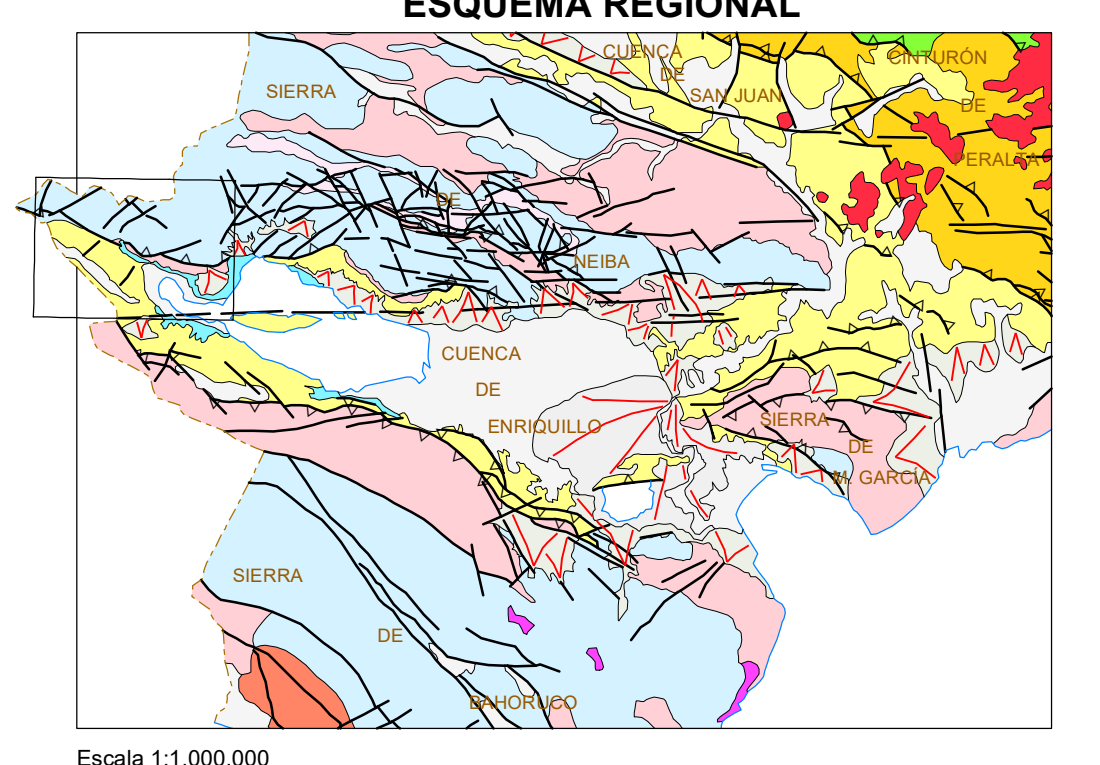 ESQUEMA REGIONAL
CUENCA
DE
SAN JUAN
CINTURÓN
DE
PERALTA
SIERRA
DE
NEIBA
CUENCA
DE
ENRIQUILLO
SIERRA
DE
M. GARCÍA
SIERRA
DE
BAHORUCO
Escala 1:1.000.000